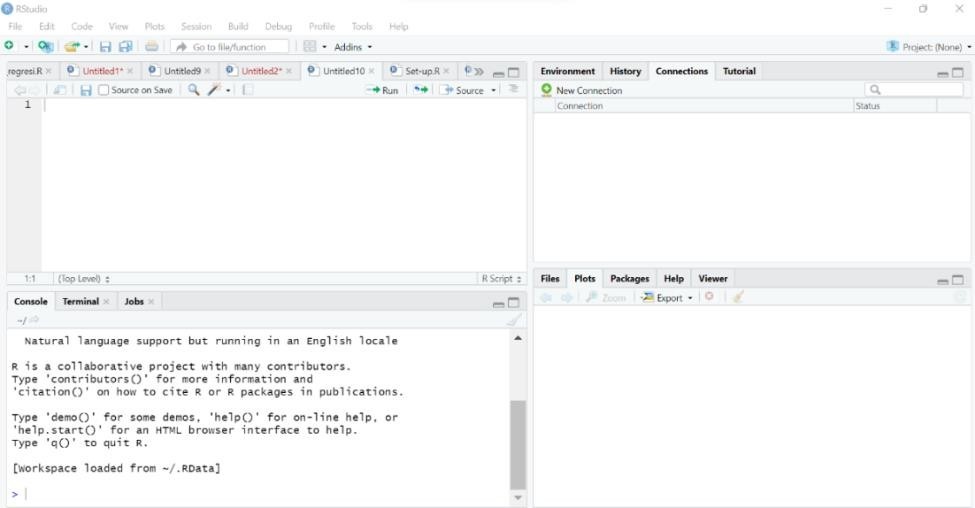 RStudio
File Edit Code View Plots Session Build Debug Profile Tools Help
Go to file/function Addins Project: (None)
regresi.R Untitled1* Untitled9 Untitled2* Untitled10 Set-up.R
Source on Save Run Source
1
1:1 (Top Level) R Script
Console Terminal Jobs
~/
Natural language support but running in an English locale
R is a collaborative project with many contributors.
Type 'contributors()' for more information and
'citation()' on how to cite R or R packages in publications.
Type 'demo()' for some demos, 'help()' for on-line help, or
'help.start()' for an HTML browser interface to help.
Type 'q()' to quit R.
[Workspace loaded from ~/.RData]
>
Environment History Connections Tutorial
New Connection
Connection Status
Files Plots Packages Help Viewer
Zoom Export